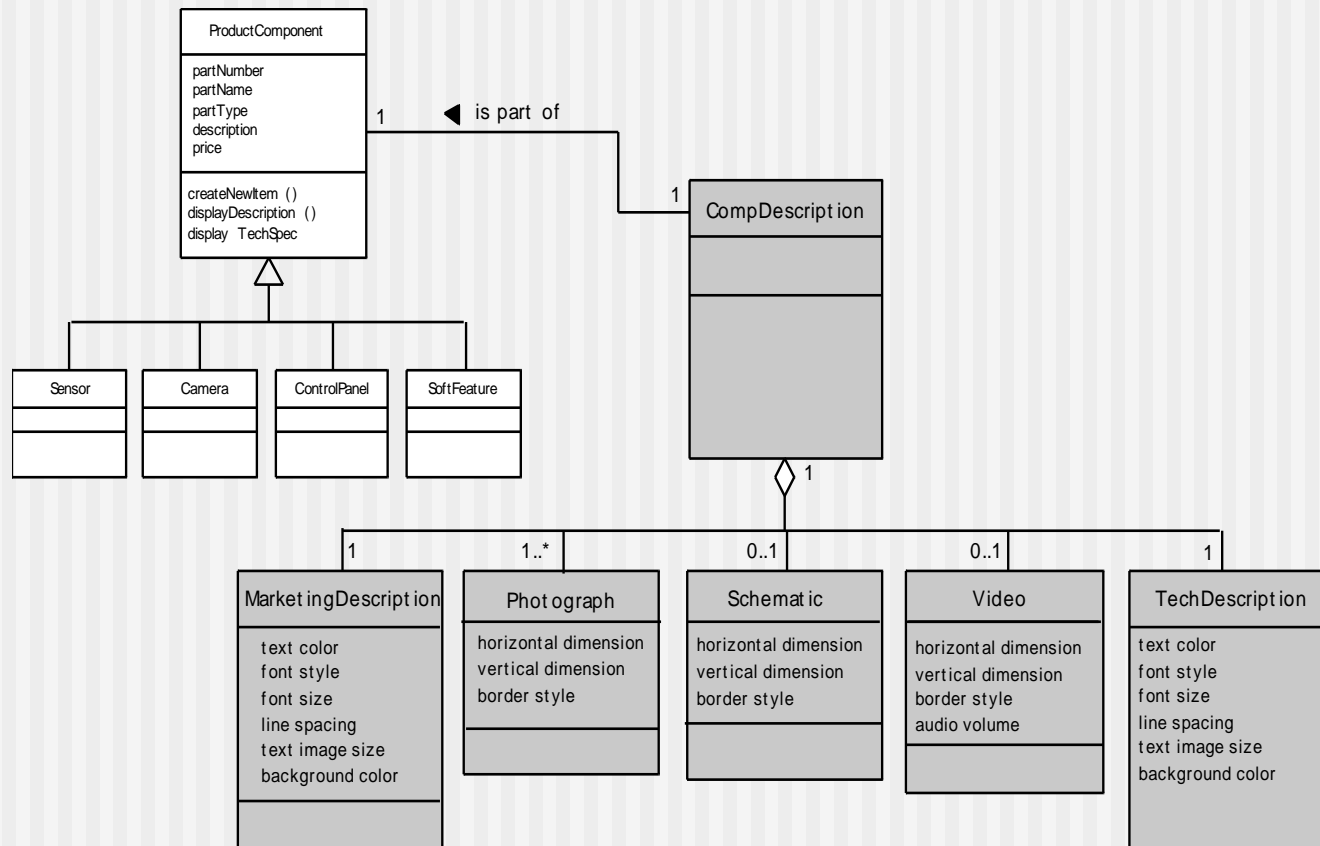 ProductComponent
partNumber
partName
partType
description
price
createNewItem ()
displayDescription ()
display TechSpec
1
◀ is part of
1
CompDescription
Sensor
Camera
ControlPanel
SoftFeature
1
1
1..*
0..1
0..1
1
MarketingDescription
text color
font style
font size
line spacing
text image size
background color
Photograph
horizontal dimension
vertical dimension
border style
Schematic
horizontal dimension
vertical dimension
border style
Video
horizontal dimension
vertical dimension
border style
audio volume
TechDescription
text color
font style
font size
line spacing
text image size
background color